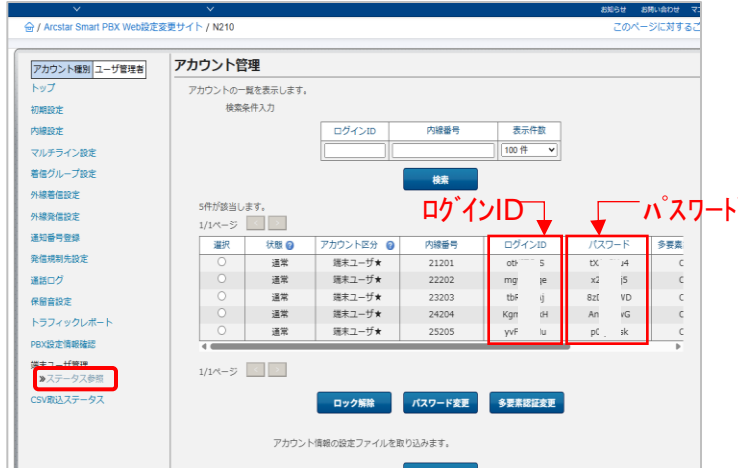 お知らせ お問い合わせ マニ
/ Arcstar Smart PBX Web設定変更サイト / N210
このページに対するご
アカウント種別 ユーザ管理者
トップ
初期設定
内線設定
マルチライン設定
着信グループ設定
外線着信設定
外線発信設定
通知番号登録
発信規制先設定
通話ログ
保留音設定
トラフィックレポート
PBX設定情報確認
端末ユーザ管理
≫ステータス参照
CSV取込ステータス
アカウント管理
アカウントの一覧を表示します。
検索条件入力
ログインID 内線番号 表示件数
100 件
検索
5件が該当します。
ログインID パスワート
1/1ページ < >
選択 状態 ? アカウント区分 ? 内線番号 ログインID パスワード 多要素
通常 端末ユーザ★ 21201
通常 端末ユーザ★ 22202
通常 端末ユーザ★ 23203
通常 端末ユーザ★ 24204
通常 端末ユーザ★ 25205
1/1ページ < >
ロック解除 パスワード変更 多要素認証変更
アカウント情報の設定ファイルを取り込みます。